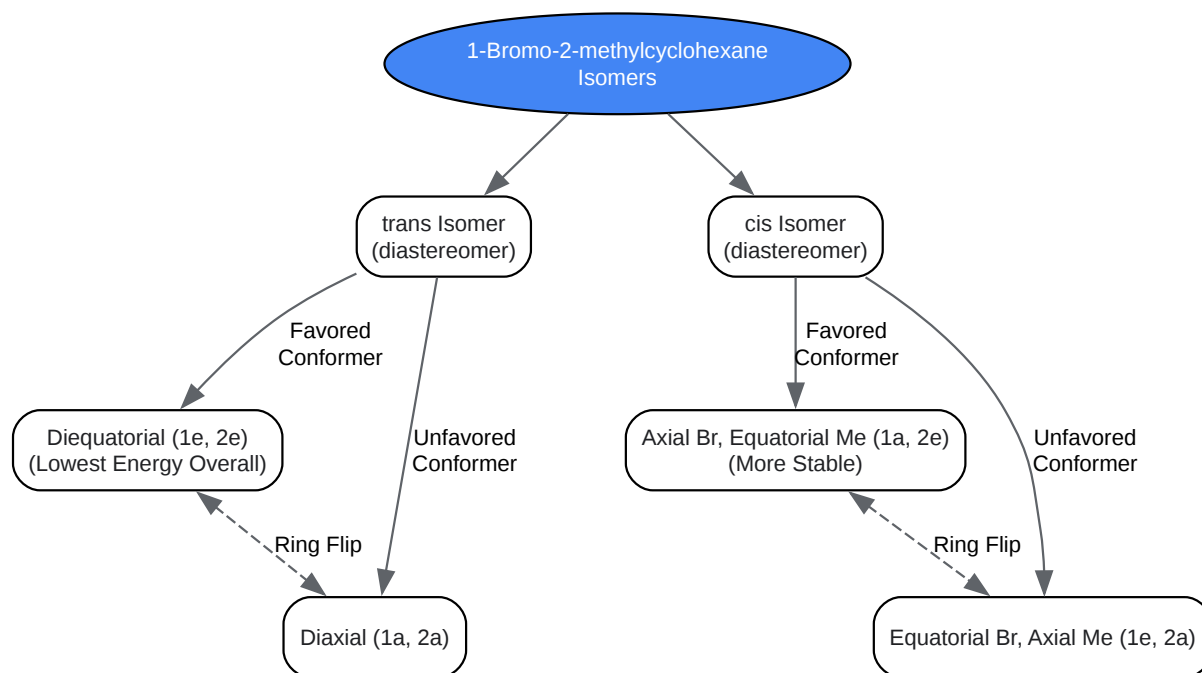 1-Bromo-2-methylcyclohexane
Isomers
trans Isomer
(diastereomer)
cis Isomer
(diastereomer)
Favored
Conformer
Favored
Conformer
Diequatorial (1e, 2e)
(Lowest Energy Overall)
Unfavored
Conformer
Axial Br, Equatorial Me (1a, 2e)
(More Stable)
Unfavored
Conformer
Ring Flip
Ring Flip
Diaxial (1a, 2a)
Equatorial Br, Axial Me (1e, 2a)